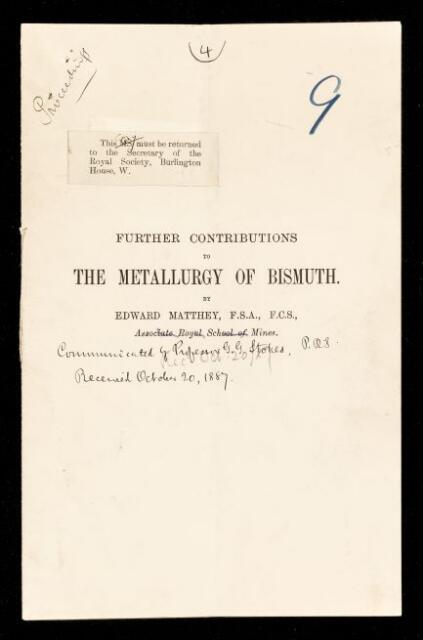 4
Proceedings
9
This MS. must be returned
to the Secretary of the
Royal Society, Burlington
House, W.
FURTHER CONTRIBUTIONS
TO
THE METALLURGY OF BISMUTH.
BY
EDWARD MATTHEY, F.S.A., F.C.S.,
Associate Royal School of Mines.
Communicated by Professor G. G. Stokes, P.R.S.
Received October 20, 1887.